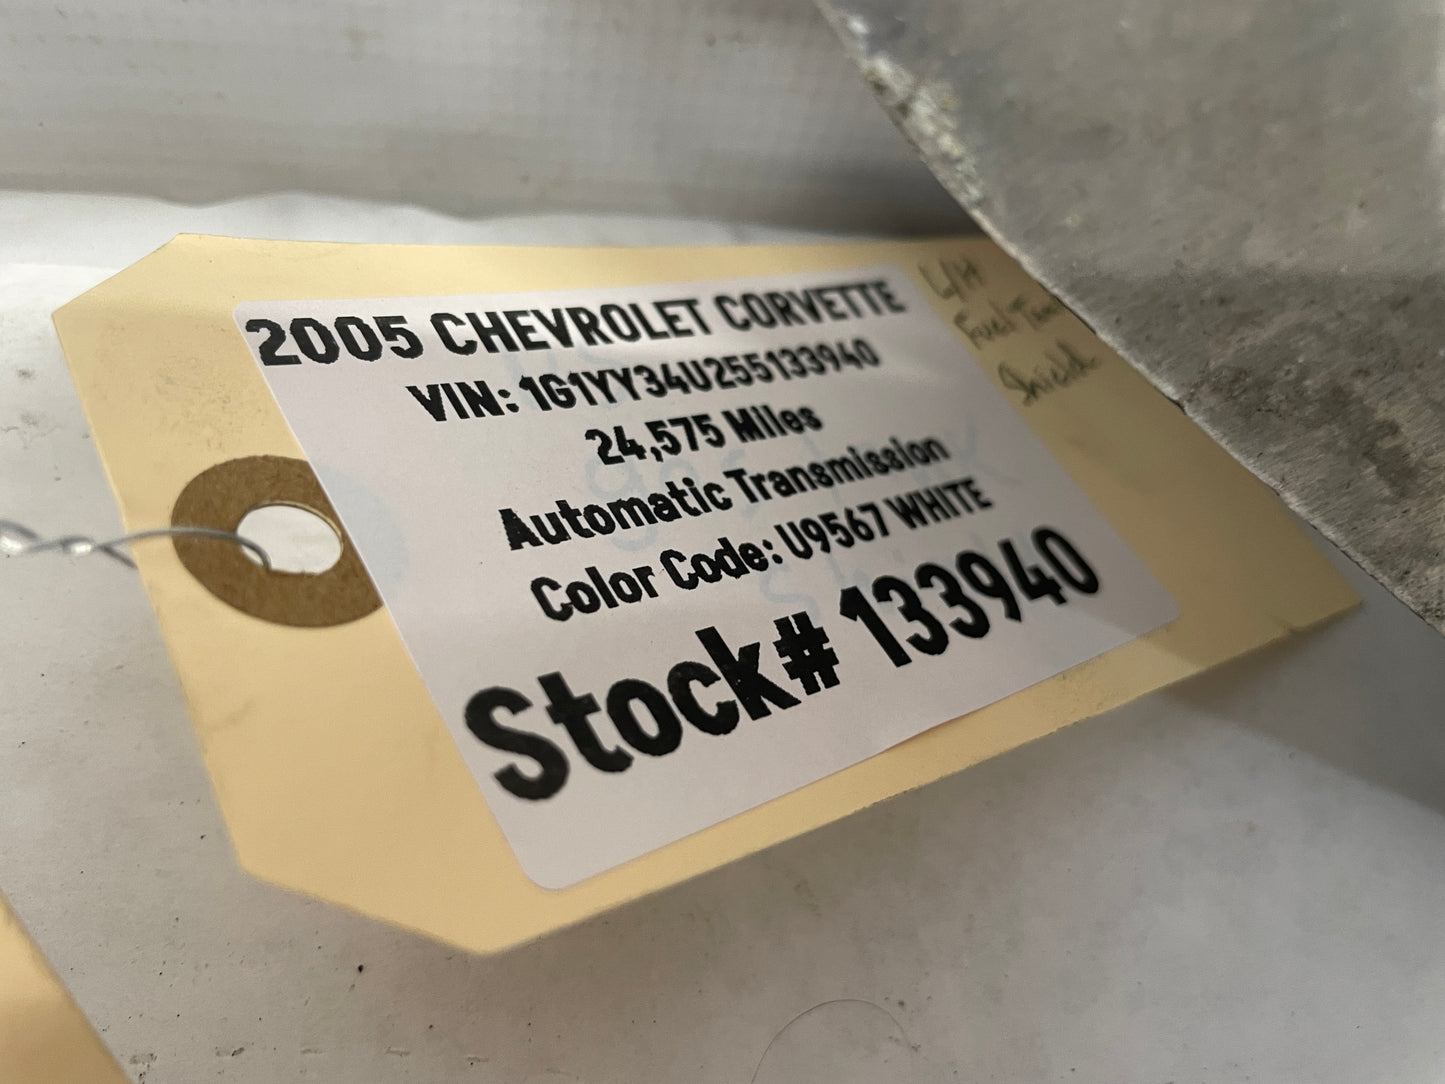 2005 CHEVROLET CORVETTE
VIN: 1G1YY34U255133940
24,575 Miles
Automatic Transmission
Color Code: U9567 WHITE
Stock# 133940
L/H
Fuel Tank
Shield